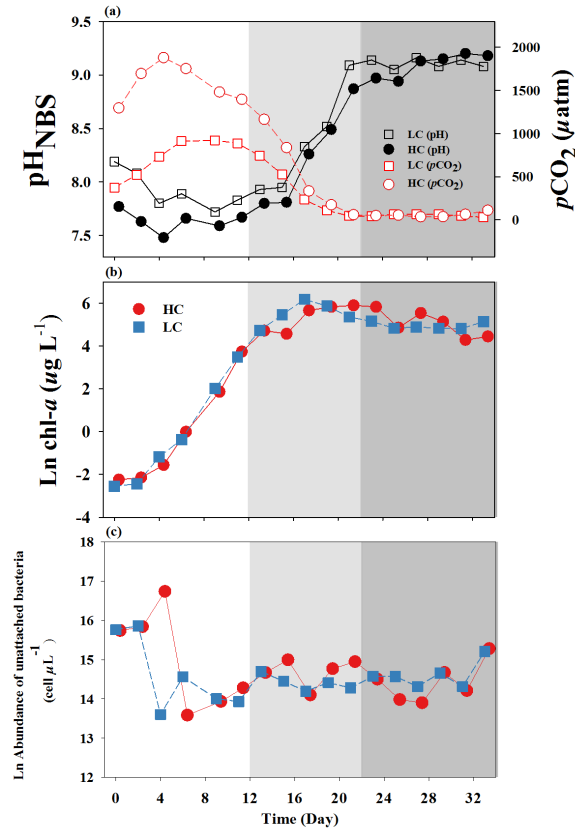 (a)
9.5
9.0
8.5
8.0
7.5
pHNBS
2000
1500
1000
500
0
pCO2 (µatm)
LC (pH)
HC (pH)
LC (pCO2)
HC (pCO2)
(b)
6
4
2
0
-2
-4
Ln chl-a (ug L-1)
HC
LC
(c)
18
17
16
15
14
13
12
Ln Abundance of unattached bacteria
(cell µL-1)
0 4 8 12 16 20 24 28 32
Time (Day)